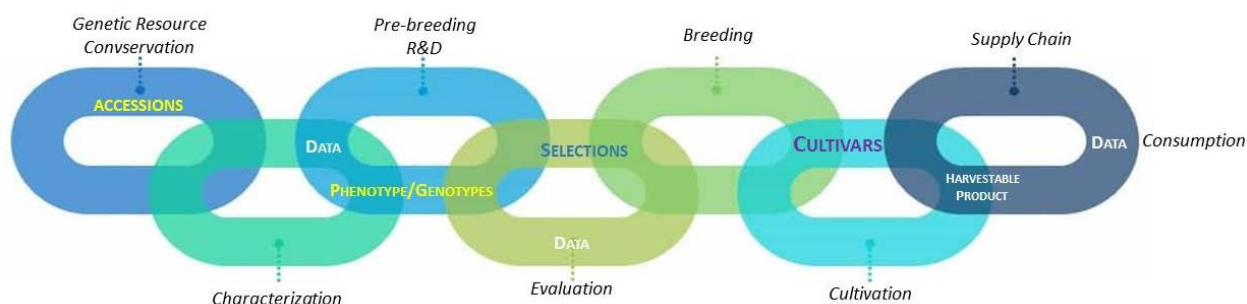 Genetic Resource
Convservation
Pre-breeding
R&D
Breeding
Supply Chain
ACCESSIONS
DATA
SELECTIONS
CULTIVARS
DATA
Consumption
PHENOTYPE/GENOTYPES
HARVESTABLE
PRODUCT
DATA
Characterization
Evaluation
Cultivation